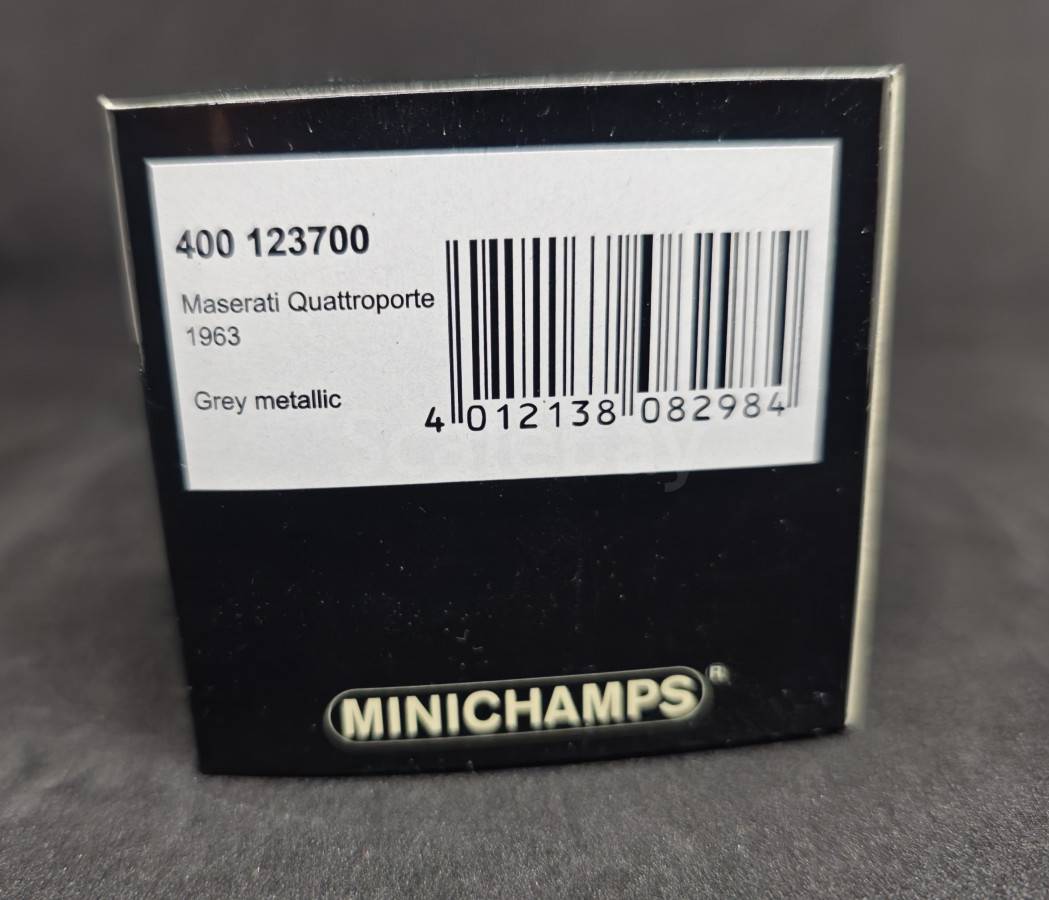 400 123700
Maserati Quattroporte
1963
Grey metallic
4 012138 082984
MINICHAMPS®